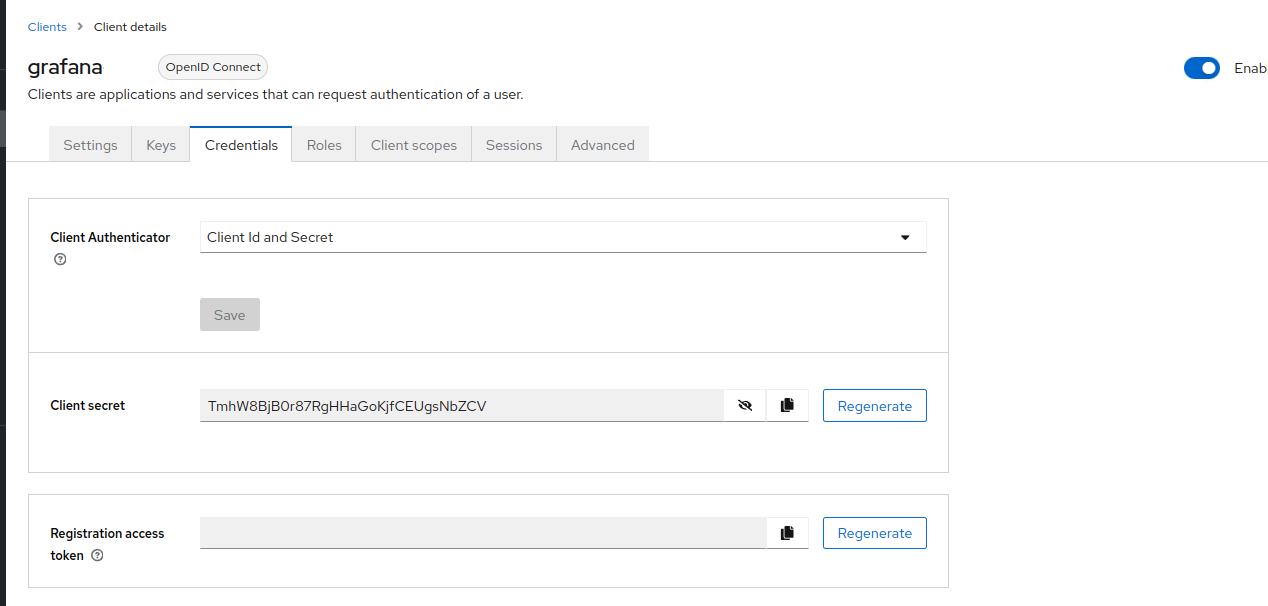 Clients > Client details
grafana OpenID Connect Enab
Clients are applications and services that can request authentication of a user.
Settings Keys Credentials Roles Client scopes Sessions Advanced
Client Authenticator Client Id and Secret
Save
Client secret TmhW8BjB0r87RgHHaGoKjfCEUgsNbZCV Regenerate
Registration access Regenerate
token